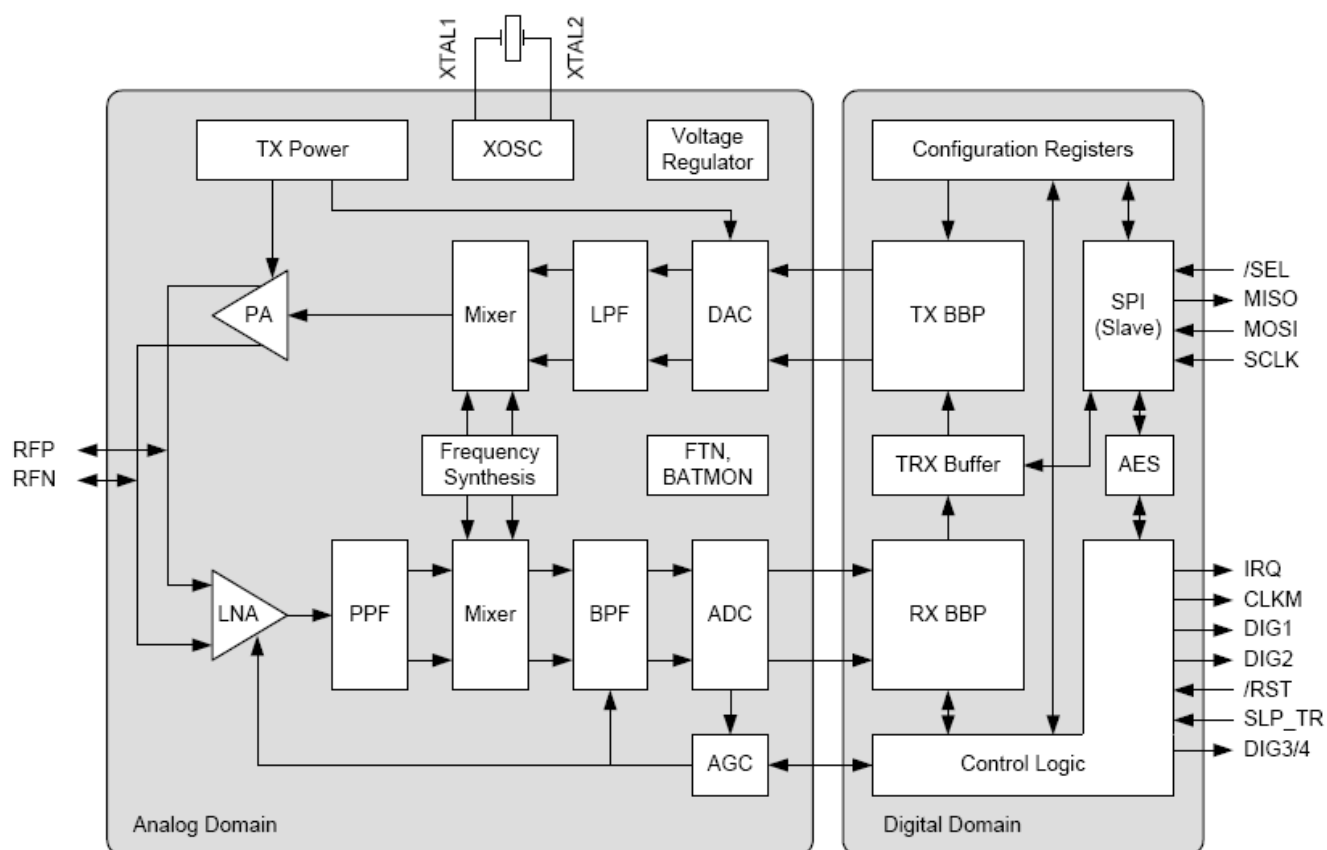 XTAL1
XTAL2
TX Power
XOSC
Voltage
Regulator
Configuration Registers
PA
Mixer
LPF
DAC
TX BBP
SPI
(Slave)
/SEL
MISO
MOSI
SCLK
RFP
RFN
Frequency
Synthesis
FTN,
BATMON
TRX Buffer
AES
LNA
PPF
Mixer
BPF
ADC
RX BBP
IRQ
CLKM
DIG1
DIG2
/RST
SLP_TR
DIG3/4
AGC
Control Logic
Analog Domain
Digital Domain